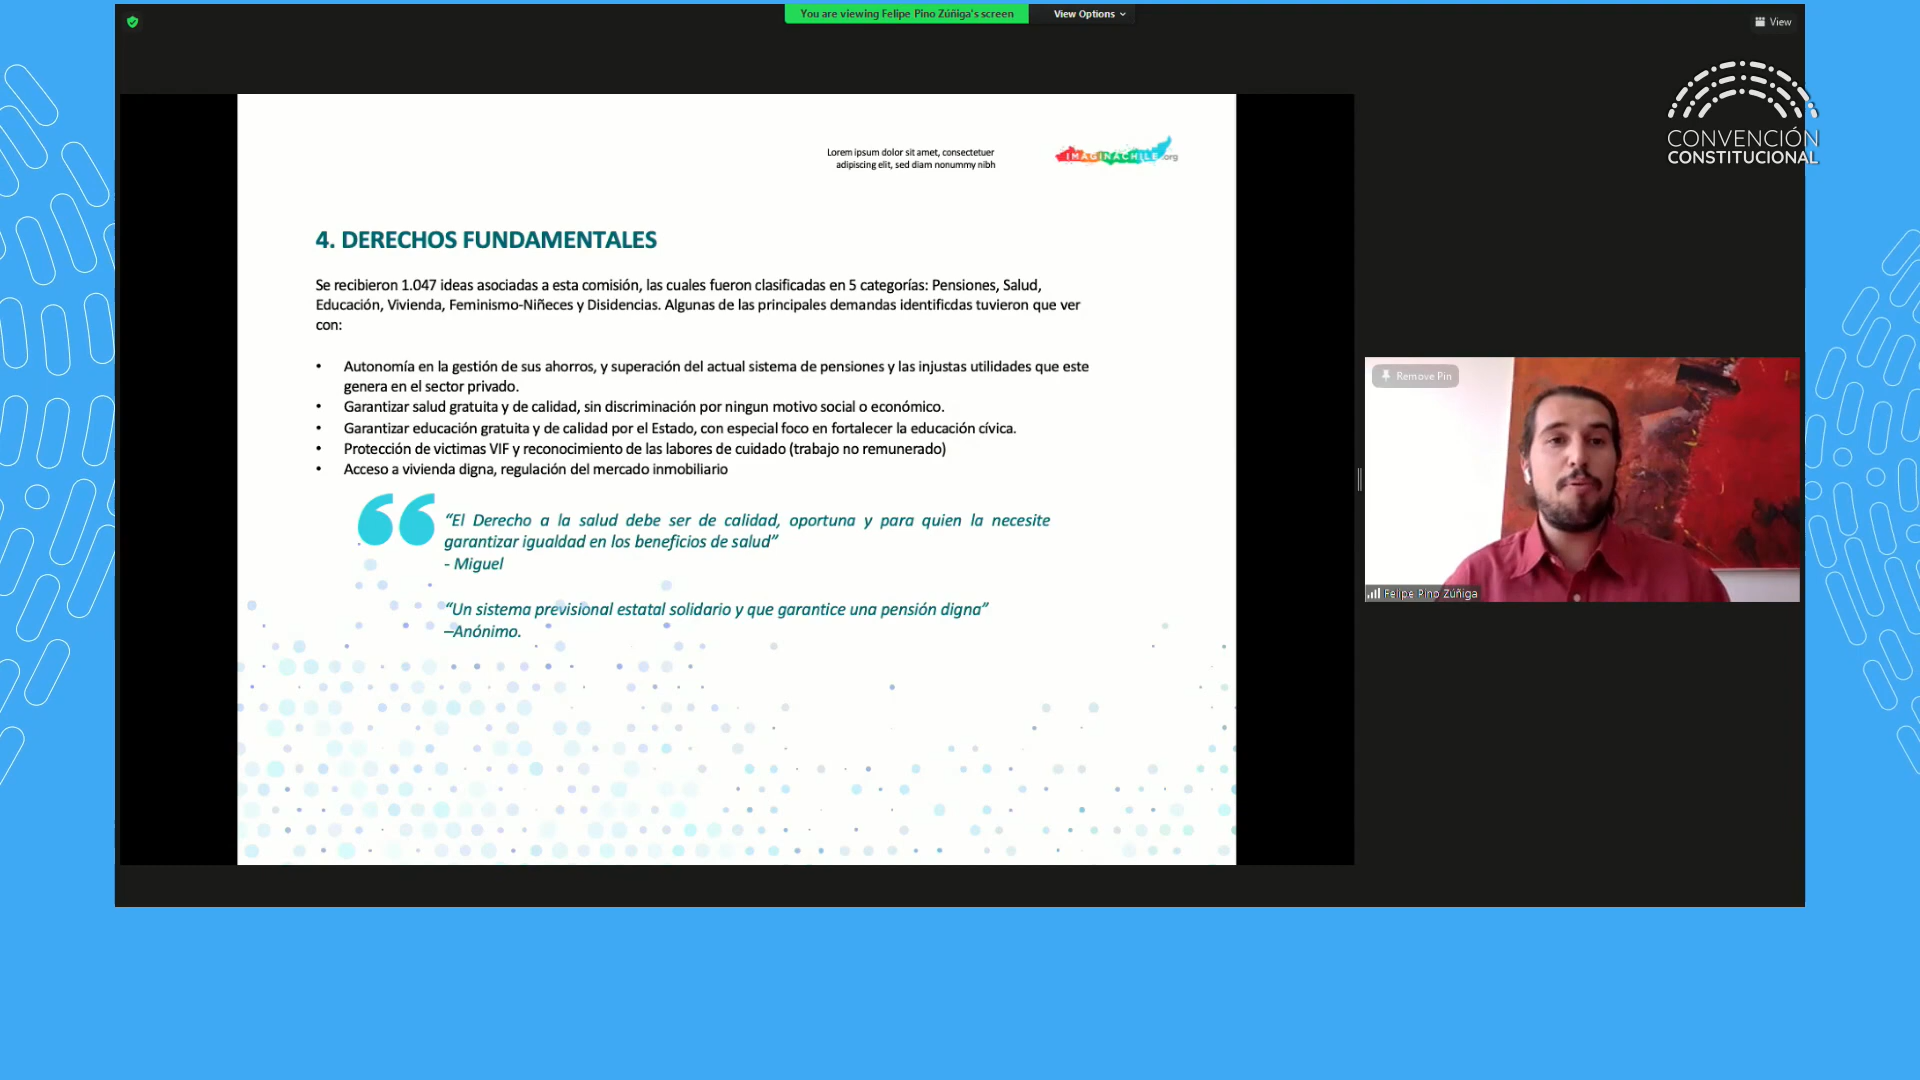 You are viewing Felipe Pino Zúñiga's screen
View Options
View
CONVENCIÓN
CONSTITUCIONAL
Lorem ipsum dolor sit amet, consectetuer
adipiscing elit, sed diam nonummy nibh
IMAGINACHILE.org
4. DERECHOS FUNDAMENTALES
Se recibieron 1.047 ideas asociadas a esta comisión, las cuales fueron clasificadas en 5 categorías: Pensiones, Salud,
Educación, Vivienda, Feminismo-Niñeces y Disidencias. Algunas de las principales demandas identificdas tuvieron que ver
con:
• Autonomía en la gestión de sus ahorros, y superación del actual sistema de pensiones y las injustas utilidades que este
genera en el sector privado.
• Garantizar salud gratuita y de calidad, sin discriminación por ningun motivo social o económico.
• Garantizar educación gratuita y de calidad por el Estado, con especial foco en fortalecer la educación cívica.
• Protección de victimas VIF y reconocimiento de las labores de cuidado (trabajo no remunerado)
• Acceso a vivienda digna, regulación del mercado inmobiliario
“El Derecho a la salud debe ser de calidad, oportuna y para quien la necesite
garantizar igualdad en los beneficios de salud”
- Miguel
“Un sistema previsional estatal solidario y que garantice una pensión digna”
–Anónimo.
Remove Pin
Felipe Pino Zúñiga